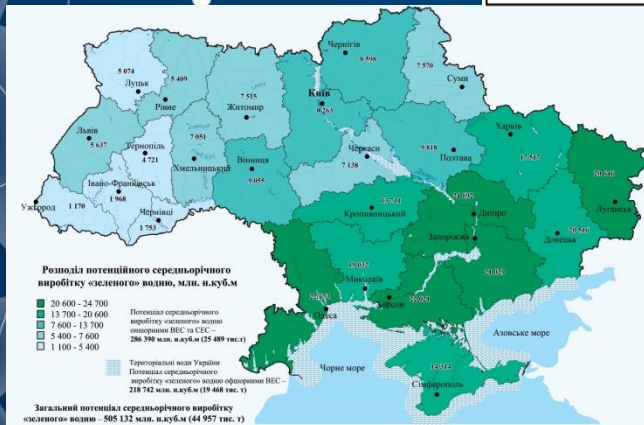 Чернігів
8 598
7 570
Суми
5 074
Луцьк
5 409
Рівне
7 515
Житомир
Київ
8 263
Львів
5 637
Тернопіль
4 721
7 051
Хмельницький
Вінниця
9 055
Черкаси
7 138
9 818
Полтава
Харків
Івано-Франківськ
1 968
Ужгород
1 170
Чернівці
1 753
Кропивницький
Дніпро
Запоріжжя
20 646
Луганськ
Донецьк
Миколаїв
Одеса
Херсон
Сімферополь
Азовське море
Чорне море
Розподіл потенційного середньорічного
виробітку «зеленого» водню, млн. н.куб.м
20 600 - 24 700
13 700 - 20 600
7 600 - 13 700
5 400 - 7 600
1 100 - 5 400
Потенціал середньорічного
виробітку «зеленого» водню
оншорними ВЕС та СЕС –
286 390 млн. н.куб.м (25 489 тис.т)
Територіальні води України
Потенціал середньорічного
виробітку «зеленого» водню офшорними ВЕС –
218 742 млн. н.куб.м (19 468 тис. т)
Загальний потенціал середньорічного виробітку
«зеленого» водню – 505 132 млн. н.куб.м (44 957 тис. т)